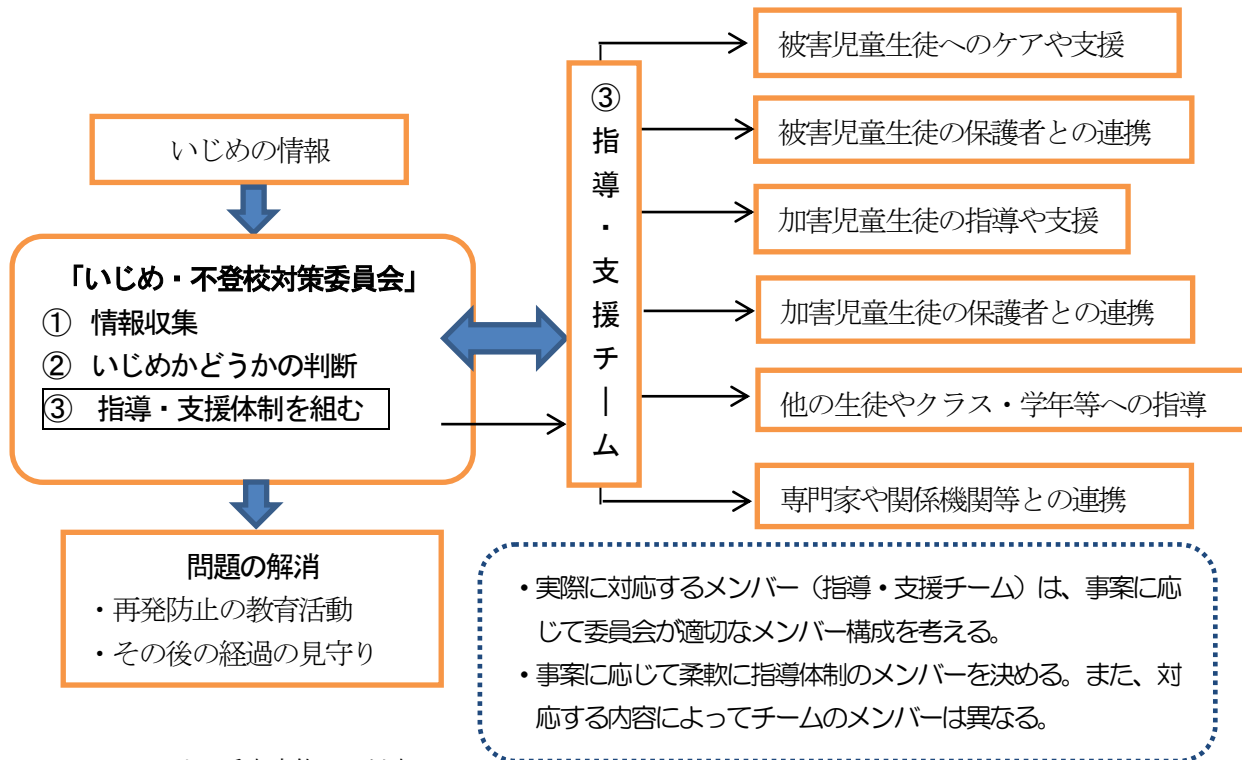 いじめの情報
「いじめ・不登校対策委員会」
① 情報収集
② いじめかどうかの判断
③ 指導・支援体制を組む
問題の解消
・再発防止の教育活動
・その後の経過の見守り
③指導・支援チーム
被害児童生徒へのケアや支援
被害児童生徒の保護者との連携
加害児童生徒の指導や支援
加害児童生徒の保護者との連携
他の生徒やクラス・学年等への指導
専門家や関係機関等との連携
・実際に対応するメンバー（指導・支援チーム）は、事案に応
じて委員会が適切なメンバー構成を考える。
・事案に応じて柔軟に指導体制のメンバーを決める。また、対
応する内容によってチームのメンバーは異なる。